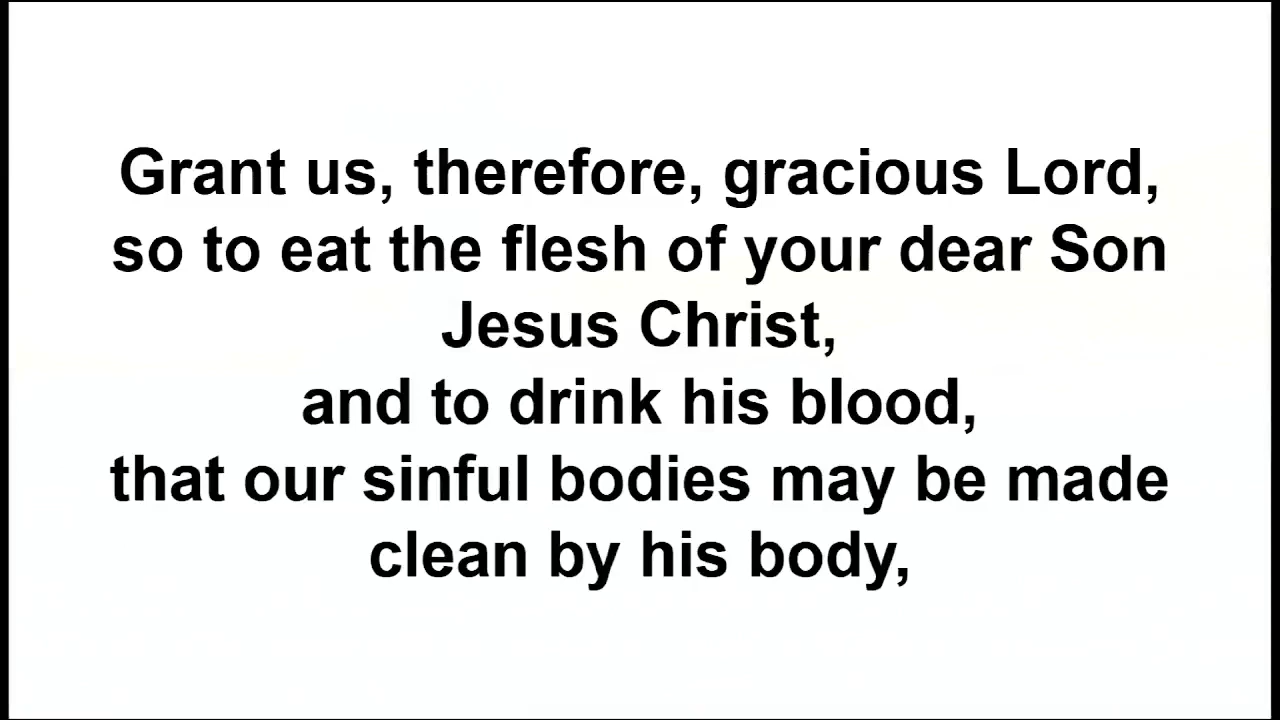 Grant us, therefore, gracious Lord,
so to eat the flesh of your dear Son
Jesus Christ,
and to drink his blood,
that our sinful bodies may be made
clean by his body,